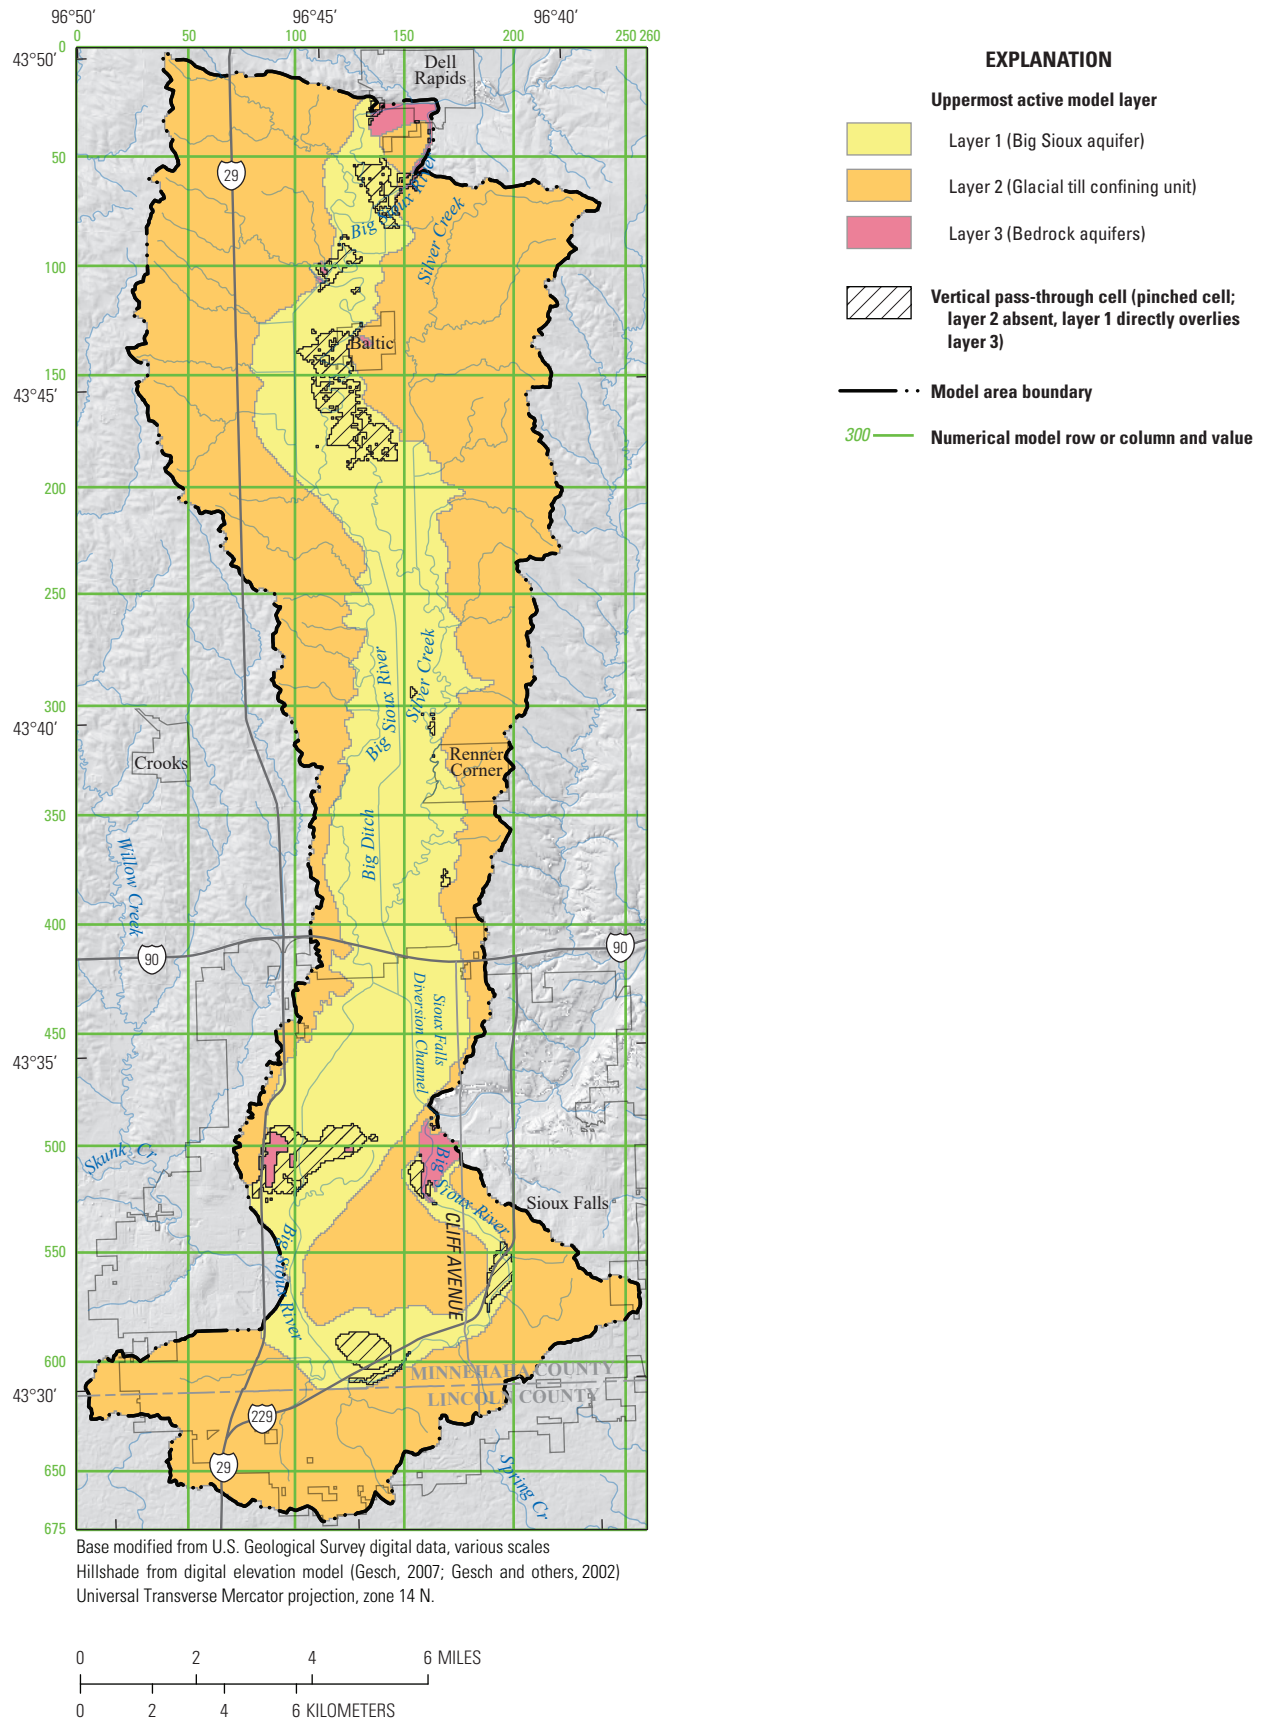 96°50′ 96°45′ 96°40′
0 50 100 150 200 250 260
43°50′
Dell
Rapids
50
29
Big Sioux River
Silver Creek
100
Baltic
150
43°45′
200
250
Big Sioux River
Silver Creek
300
43°40′
Crooks
Renner
Corner
350
Big Ditch
Willow Creek
400
90
90
Sioux Falls
Diversion Channel
450
43°35′
500
Skunk Cr
Big Sioux River
Sioux Falls
CLIFF AVENUE
Big Sioux River
550
600
MINNEHAHA COUNTY
LINCOLN COUNTY
43°30′
229
29
650
Spring Cr
675
EXPLANATION
Uppermost active model layer
Layer 1 (Big Sioux aquifer)
Layer 2 (Glacial till confining unit)
Layer 3 (Bedrock aquifers)
Vertical pass-through cell (pinched cell;
layer 2 absent, layer 1 directly overlies
layer 3)
Model area boundary
300 Numerical model row or column and value
Base modified from U.S. Geological Survey digital data, various scales
Hillshade from digital elevation model (Gesch, 2007; Gesch and others, 2002)
Universal Transverse Mercator projection, zone 14 N.
0 2 4 6 MILES
0 2 4 6 KILOMETERS